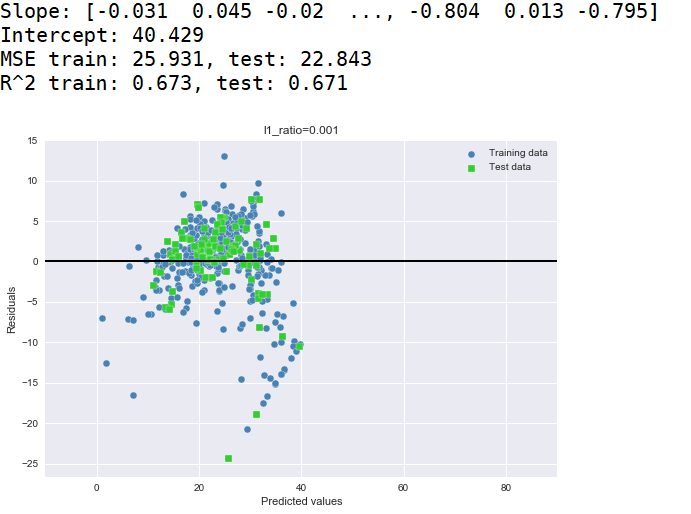 Slope: [-0.031  0.045 -0.02  ..., -0.804  0.013 -0.795]
Intercept: 40.429
MSE train: 25.931, test: 22.843
R^2 train: 0.673, test: 0.671
l1_ratio=0.001
Training data
Test data
15
10
5
0
−5
−10
−15
−20
−25
Residuals
0
20
40
60
80
Predicted values